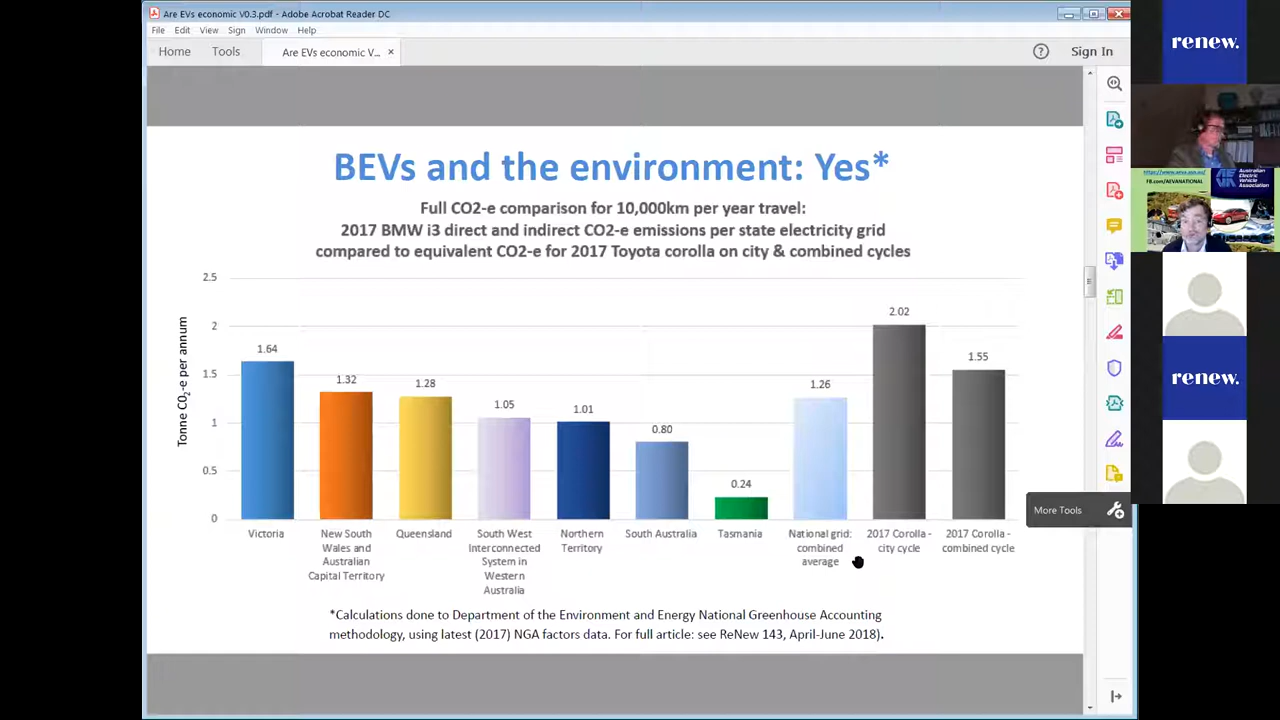 Are EVs economic V0.3.pdf - Adobe Acrobat Reader DC
File Edit View Sign Window Help
Home Tools Are EVs economic V... × Sign In
BEVs and the environment: Yes*
Full CO2-e comparison for 10,000km per year travel:
2017 BMW i3 direct and indirect CO2-e emissions per state electricity grid
compared to equivalent CO2-e for 2017 Toyota corolla on city & combined cycles
Tonne CO2-e per annum
2.5
2
1.5
1
0.5
0
1.64
1.32
1.28
1.05
1.01
0.80
0.24
1.26
2.02
1.55
Victoria
New South
Wales and
Australian
Capital Territory
Queensland
South West
Interconnected
System in
Western
Australia
Northern
Territory
South Australia
Tasmania
National grid:
combined
average
2017 Corolla -
city cycle
2017 Corolla -
combined cycle
*Calculations done to Department of the Environment and Energy National Greenhouse Accounting
methodology, using latest (2017) NGA factors data. For full article: see ReNew 143, April-June 2018).
More Tools
renew.
FB.com/AEVANATIONAL
Australian
Electric
Vehicle
Association
renew.